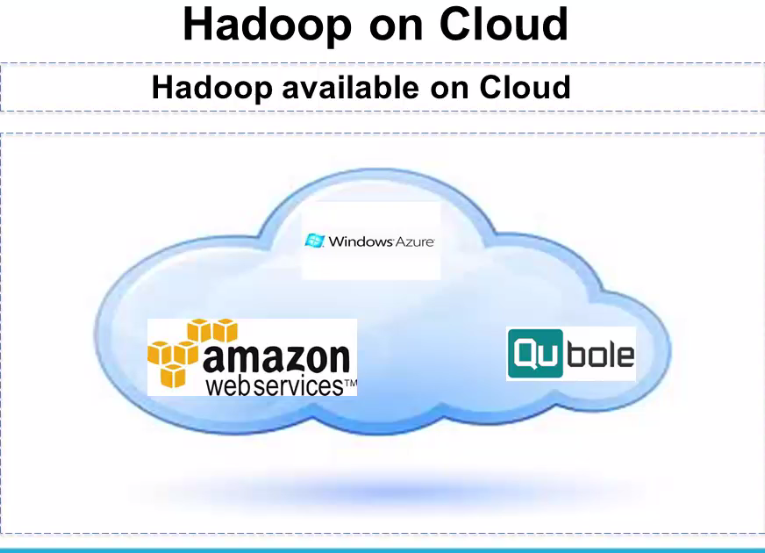 Hadoop on Cloud
Hadoop available on Cloud
Windows Azure
amazon
webservices™
Qubole